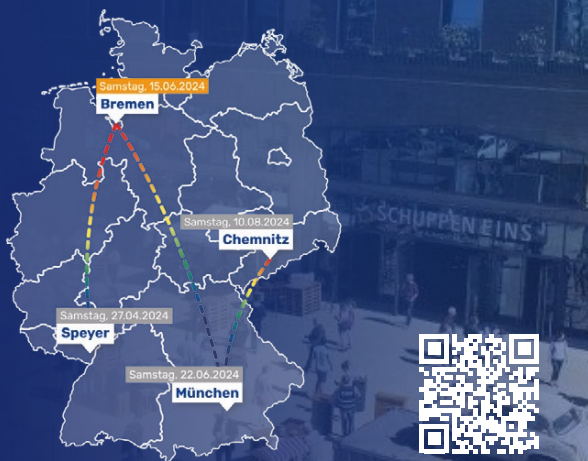 Samstag, 15.06.2024
Bremen
Samstag, 10.08.2024
Chemnitz
SCHUPPEN EINS
Samstag, 27.04.2024
Speyer
Samstag, 22.06.2024
München